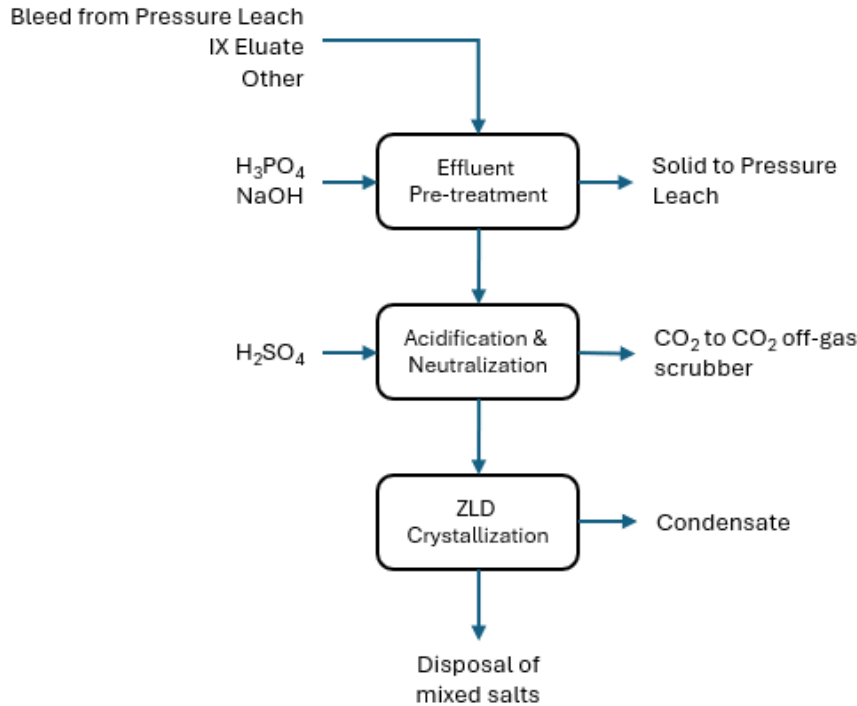 Bleed from Pressure Leach
IX Eluate
Other
H₃PO₄
NaOH
Effluent
Pre-treatment
Solid to Pressure
Leach
H₂SO₄
Acidification &
Neutralization
CO₂ to CO₂ off-gas
scrubber
ZLD
Crystallization
Condensate
Disposal of
mixed salts